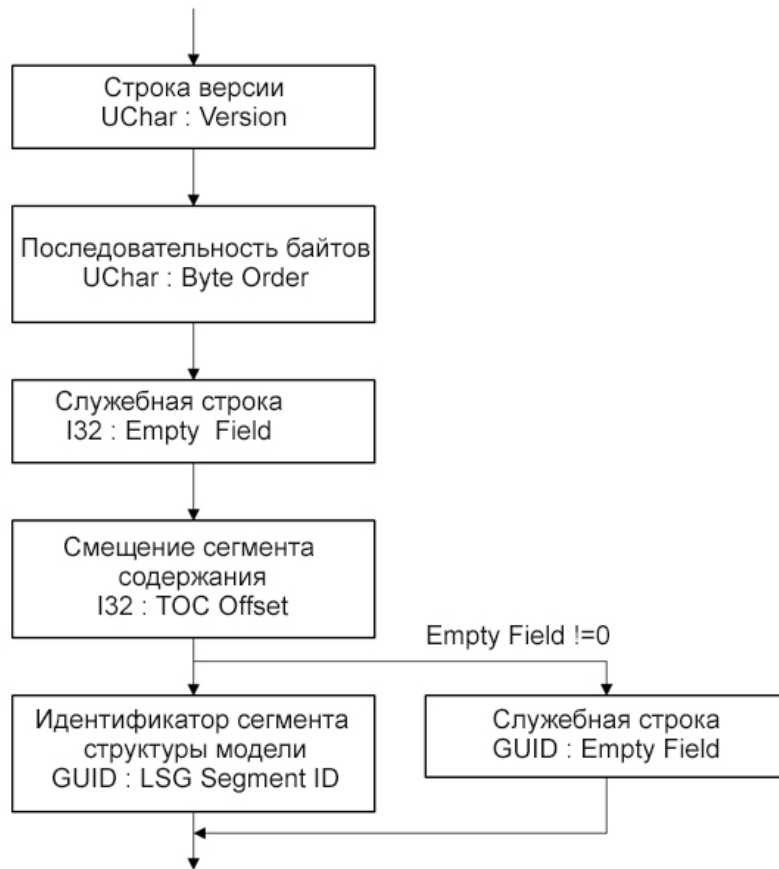 Строка версии
UChar : Version
Последовательность байтов
UChar : Byte Order
Служебная строка
I32 : Empty Field
Смещение сегмента
содержания
I32 : TOC Offset
Empty Field !=0
Идентификатор сегмента
структуры модели
GUID : LSG Segment ID
Служебная строка
GUID : Empty Field